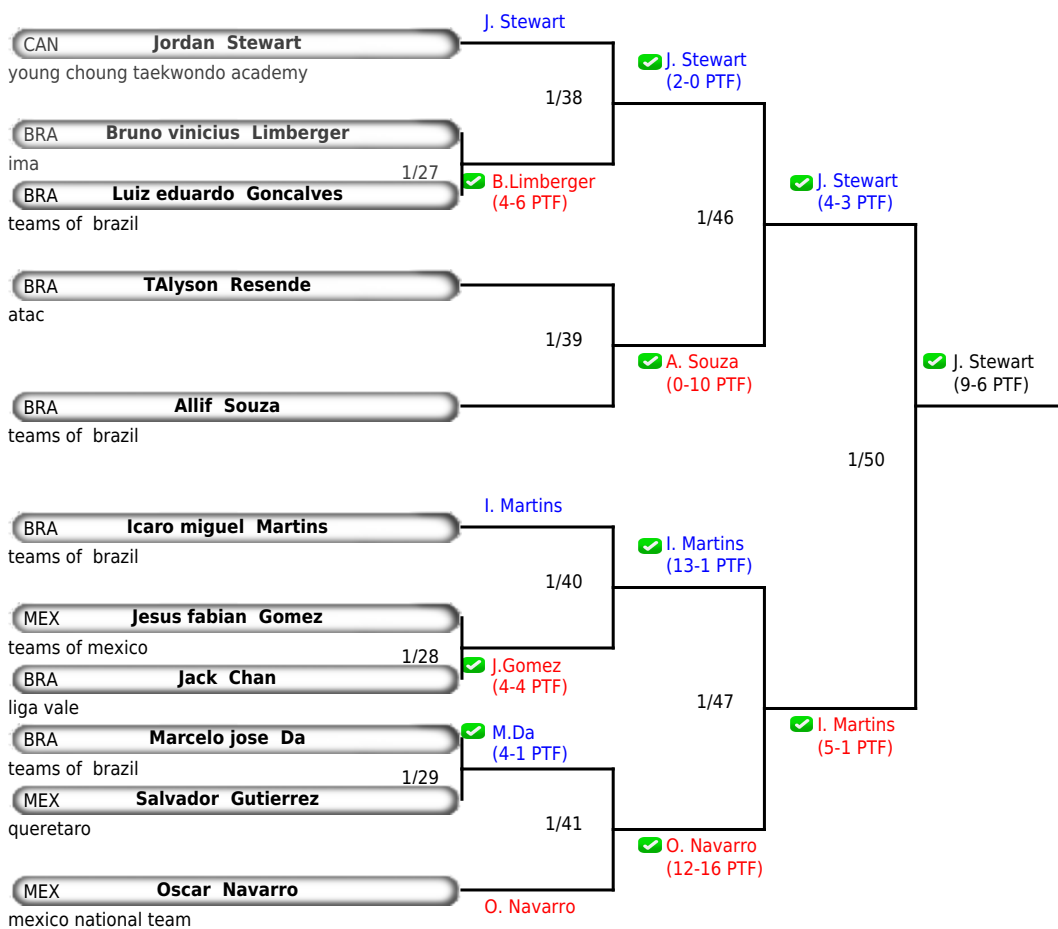 J. Stewart
CAN Jordan Stewart
young choung taekwondo academy
J. Stewart
(2-0 PTF)
1/38
BRA Bruno vinicius Limberger
ima
1/27
B.Limberger
(4-6 PTF)
BRA Luiz eduardo Goncalves
teams of brazil
J. Stewart
(4-3 PTF)
1/46
BRA TAlyson Resende
atac
1/39
A. Souza
(0-10 PTF)
J. Stewart
(9-6 PTF)
BRA Allif Souza
teams of brazil
1/50
I. Martins
BRA Icaro miguel Martins
teams of brazil
I. Martins
(13-1 PTF)
1/40
MEX Jesus fabian Gomez
teams of mexico
1/28
J.Gomez
(4-4 PTF)
BRA Jack Chan
liga vale
1/47
I. Martins
(5-1 PTF)
BRA Marcelo jose Da
teams of brazil
M.Da
(4-1 PTF)
1/29
MEX Salvador Gutierrez
queretaro
1/41
O. Navarro
(12-16 PTF)
MEX Oscar Navarro
mexico national team
O. Navarro